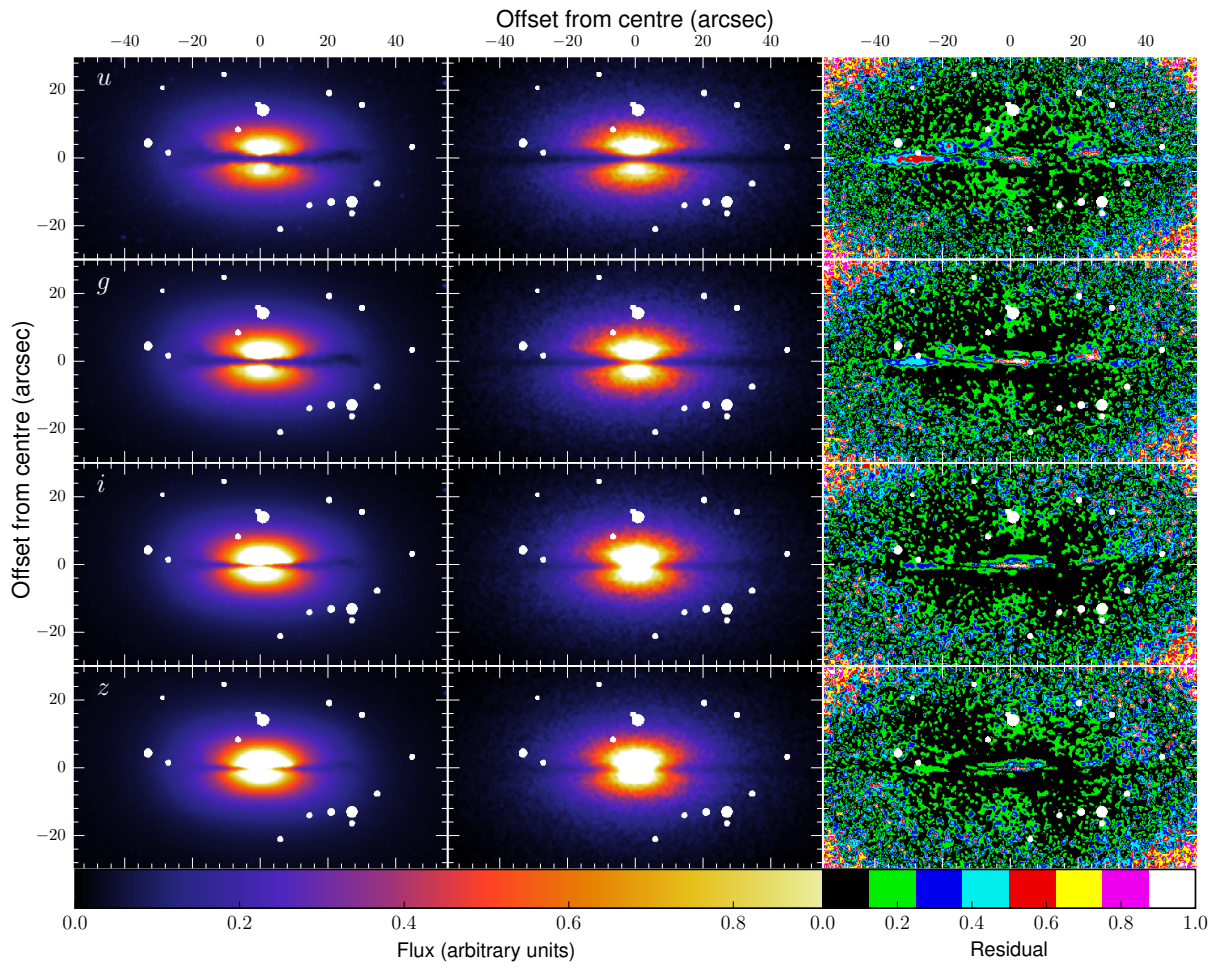 Offset from centre (arcsec)
−40 −20 0 20 40 −40 −20 0 20 40 −40 −20 0 20 40
Offset from centre (arcsec)
u
20
0
−20
g
20
0
−20
i
20
0
−20
z
20
0
−20
0.0 0.2 0.4 0.6 0.8 0.0 0.2 0.4 0.6 0.8 1.0
Flux (arbitrary units) Residual